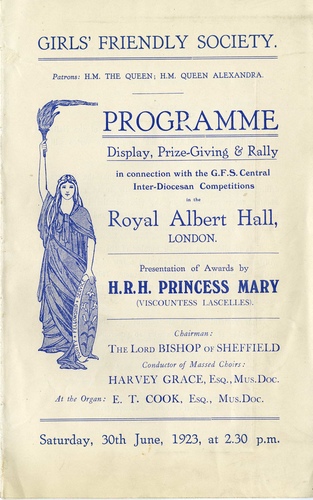 GIRLS' FRIENDLY SOCIETY.
Patrons: H.M. THE QUEEN; H.M. QUEEN ALEXANDRA.
PROGRAMME
Display, Prize-Giving & Rally
in connection with the G.F.S. Central
Inter-Diocesan Competitions
in the
Royal Albert Hall,
LONDON.
Presentation of Awards by
H.R.H. PRINCESS MARY
(VISCOUNTESS LASCELLES).
Chairman:
THE LORD BISHOP OF SHEFFIELD
Conductor of Massed Choirs:
HARVEY GRACE, ESQ., MUS.DOC.
At the Organ: E. T. COOK, ESQ., MUS.DOC.
Saturday, 30th June, 1923, at 2.30 p.m.